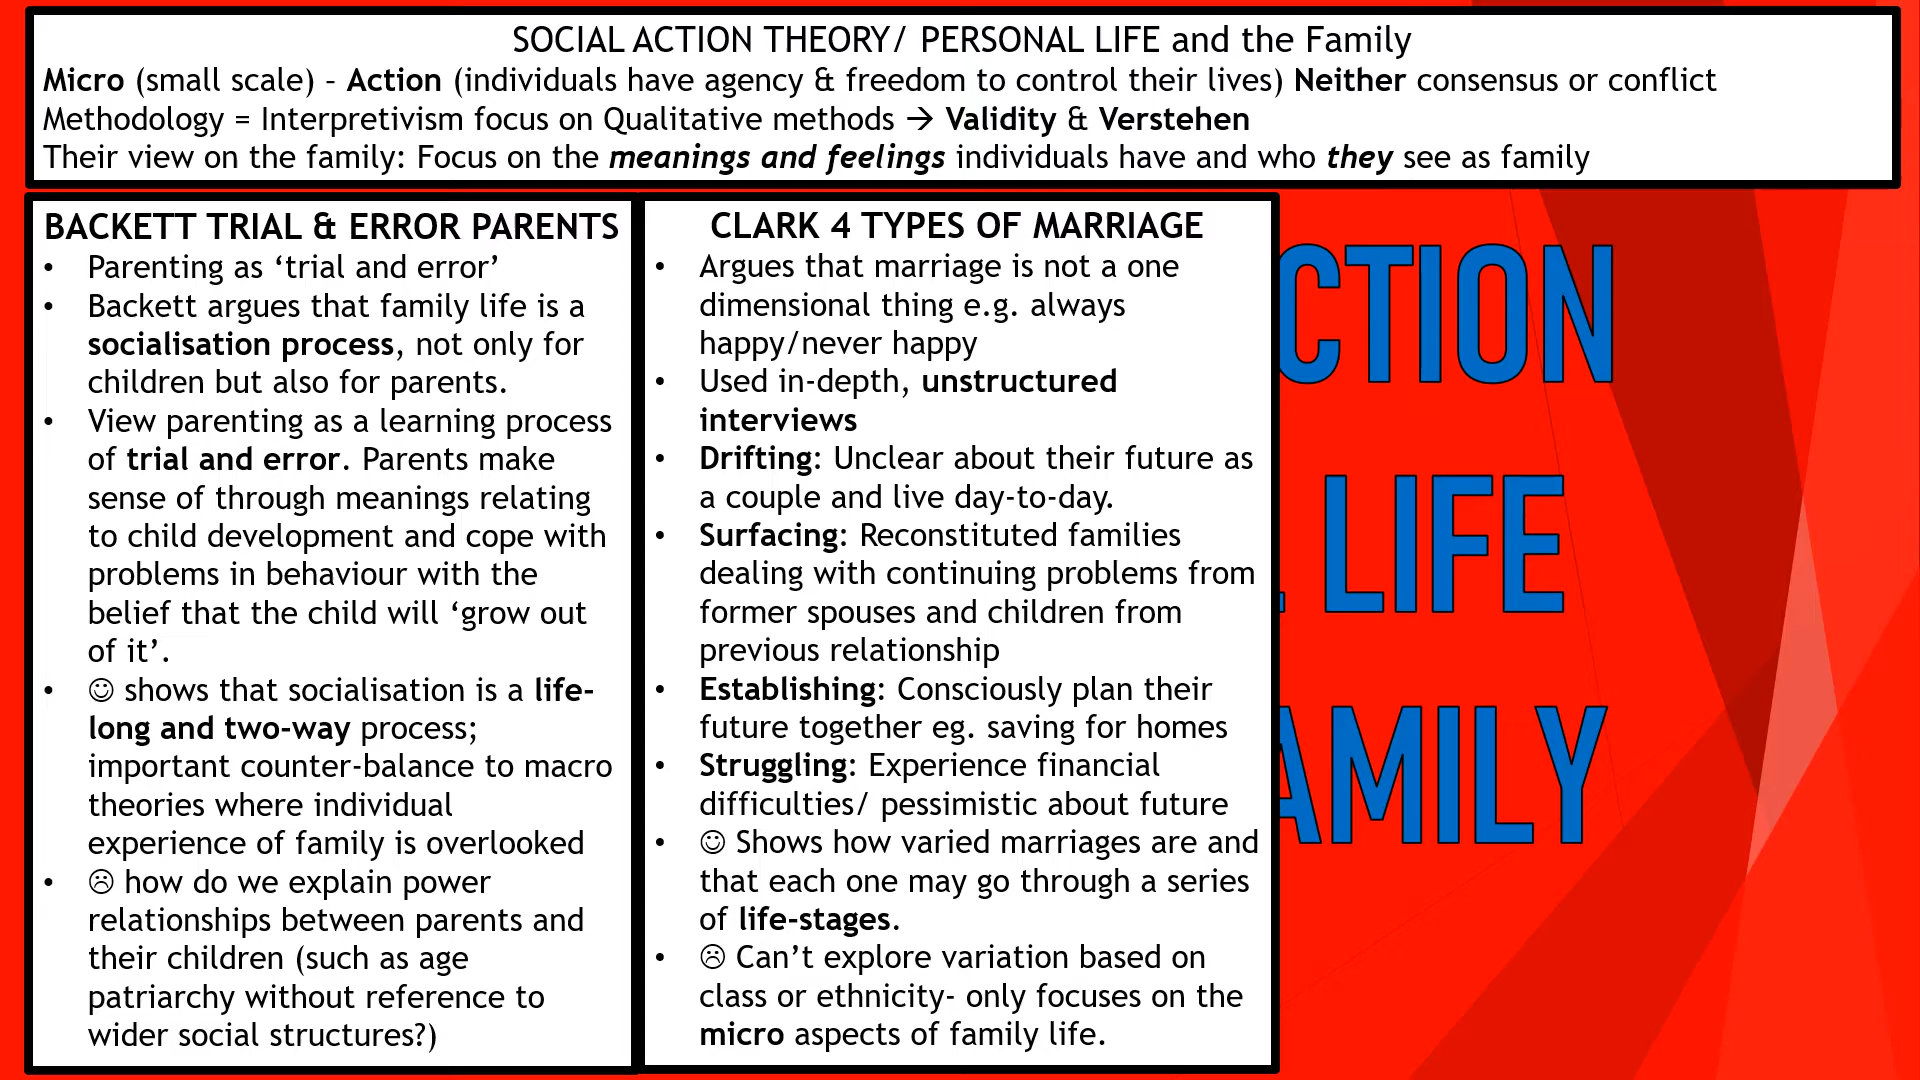 SOCIAL ACTION THEORY/ PERSONAL LIFE and the Family
Micro (small scale) – Action (individuals have agency & freedom to control their lives) Neither consensus or conflict
Methodology = Interpretivism focus on Qualitative methods → Validity & Verstehen
Their view on the family: Focus on the meanings and feelings individuals have and who they see as family
BACKETT TRIAL & ERROR PARENTS
• Parenting as ‘trial and error’
• Backett argues that family life is a
socialisation process, not only for
children but also for parents.
• View parenting as a learning process
of trial and error. Parents make
sense of through meanings relating
to child development and cope with
problems in behaviour with the
belief that the child will ‘grow out
of it’.
• ☺ shows that socialisation is a life-
long and two-way process;
important counter-balance to macro
theories where individual
experience of family is overlooked
• ☹ how do we explain power
relationships between parents and
their children (such as age
patriarchy without reference to
wider social structures?)
CLARK 4 TYPES OF MARRIAGE
• Argues that marriage is not a one
dimensional thing e.g. always
happy/never happy
• Used in-depth, unstructured
interviews
• Drifting: Unclear about their future as
a couple and live day-to-day.
• Surfacing: Reconstituted families
dealing with continuing problems from
former spouses and children from
previous relationship
• Establishing: Consciously plan their
future together eg. saving for homes
• Struggling: Experience financial
difficulties/ pessimistic about future
• ☺ Shows how varied marriages are and
that each one may go through a series
of life-stages.
• ☹ Can’t explore variation based on
class or ethnicity- only focuses on the
micro aspects of family life.
CTION
LIFE
AMILY